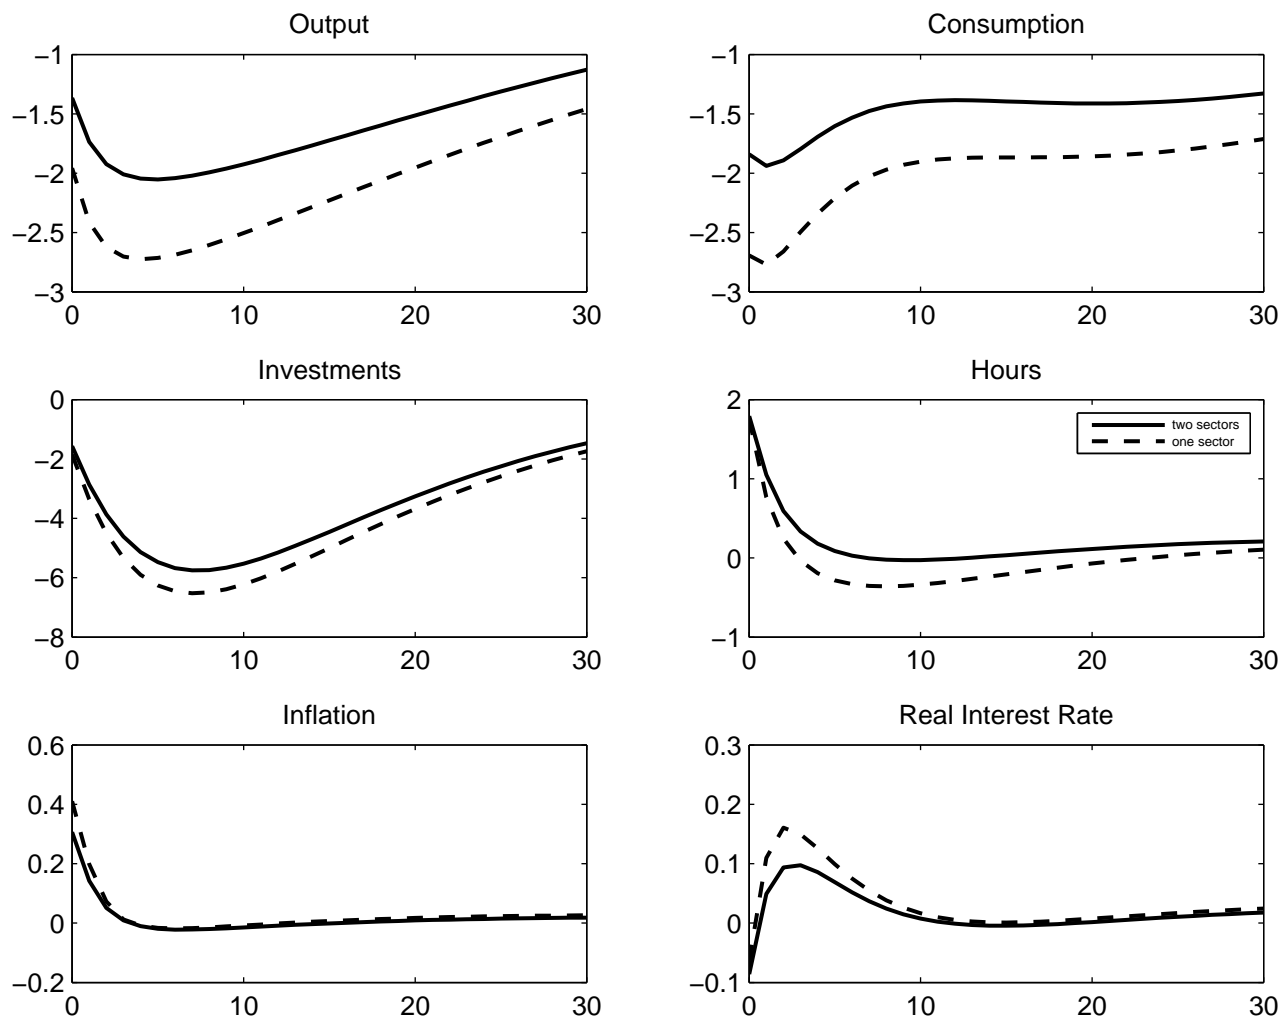 Output
−1
−1.5
−2
−2.5
−3
0 10 20 30
Consumption
−1
−1.5
−2
−2.5
−3
0 10 20 30
Investments
0
−2
−4
−6
−8
0 10 20 30
Hours
2
1
0
−1
two sectors
one sector
0 10 20 30
Inflation
0.6
0.4
0.2
0
−0.2
0 10 20 30
Real Interest Rate
0.3
0.2
0.1
0
−0.1
0 10 20 30